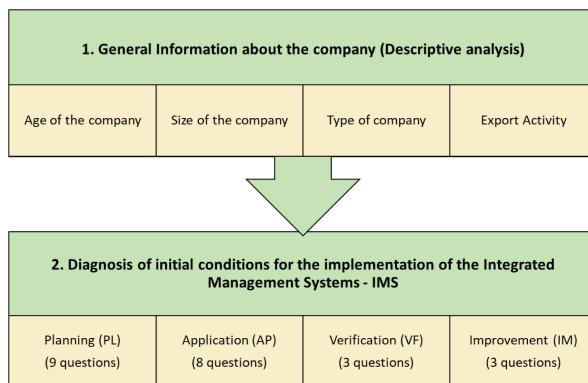 1. General Information about the company (Descriptive analysis)
Age of the company
Size of the company
Type of company
Export Activity
2. Diagnosis of initial conditions for the implementation of the Integrated
Management Systems - IMS
Planning (PL)
(9 questions)
Application (AP)
(8 questions)
Verification (VF)
(3 questions)
Improvement (IM)
(3 questions)